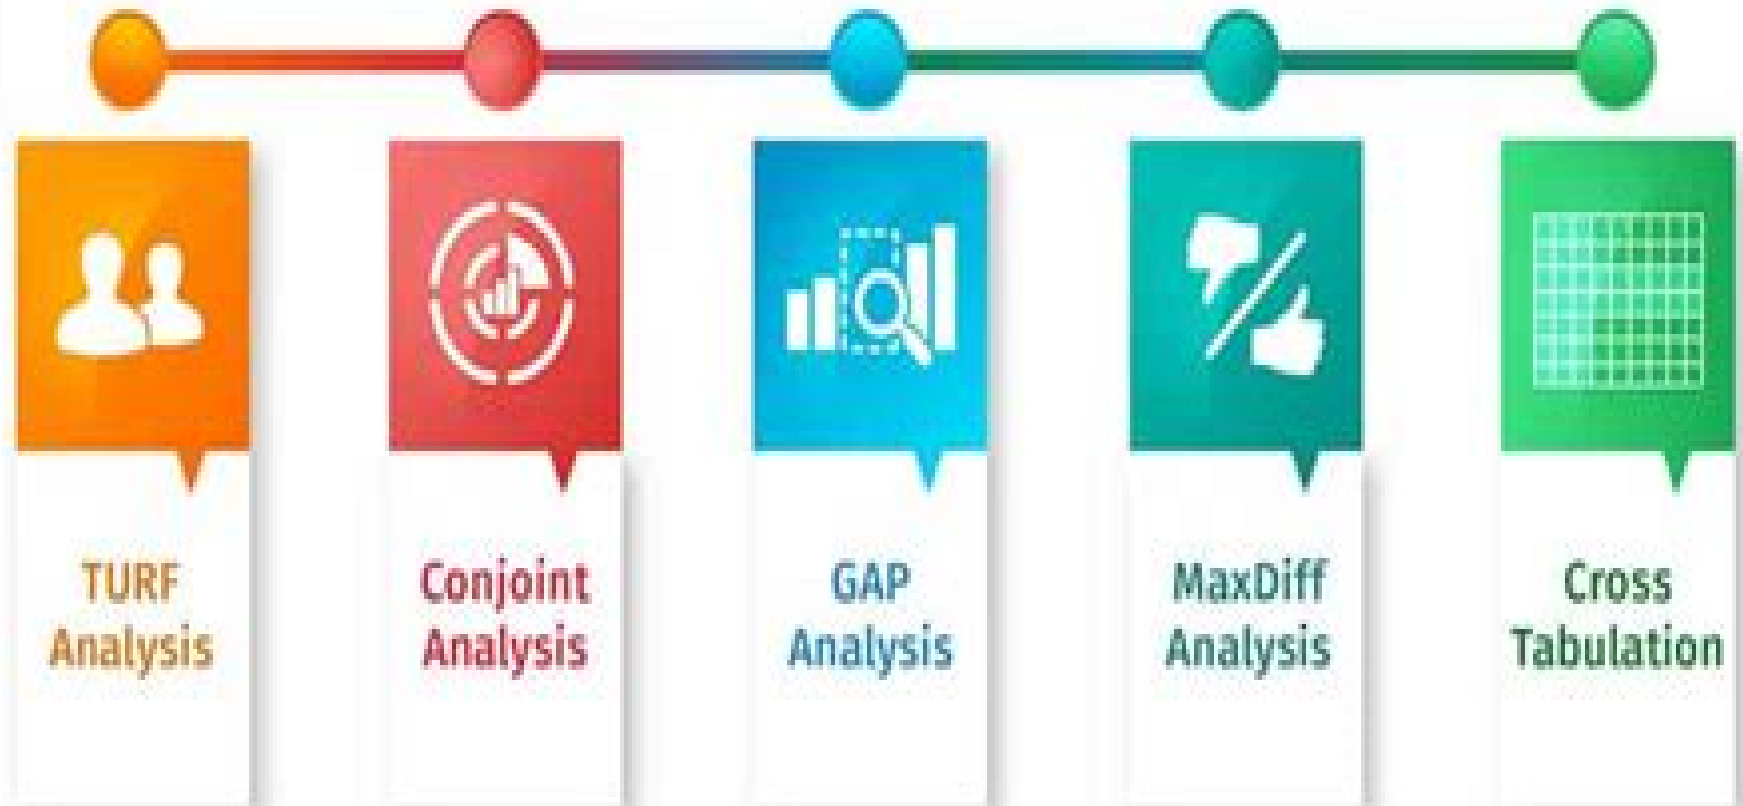 TURF
Analysis
Conjoint
Analysis
GAP
Analysis
MaxDiff
Analysis
Cross
Tabulation